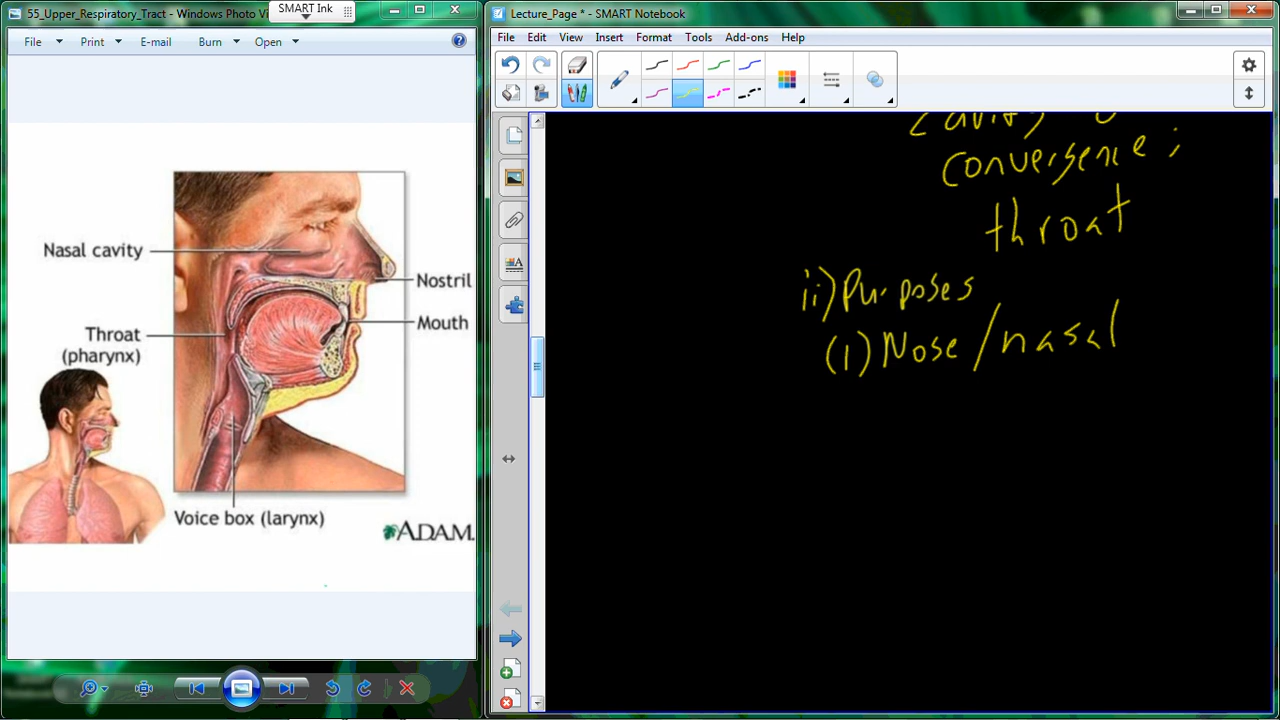 55_Upper_Respiratory_Tract - Windows Photo Vi
SMART Ink
File Print E-mail Burn Open
Nasal cavity
Nostril
Mouth
Throat
(pharynx)
Voice box (larynx)
ADAM.
Lecture_Page * - SMART Notebook
File Edit View Insert Format Tools Add-ons Help
cavity
convergence ;
throat
ii) Purposes
(1) Nose/nasal